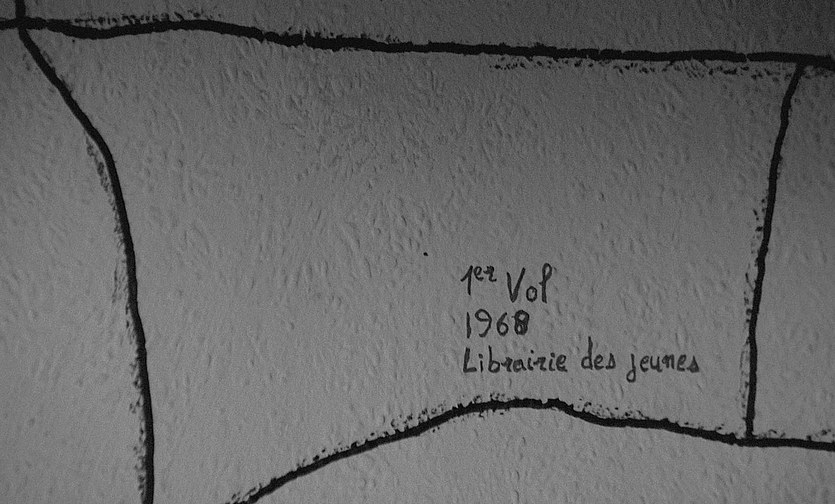 1er Vol
1968
Librairie des jeunes